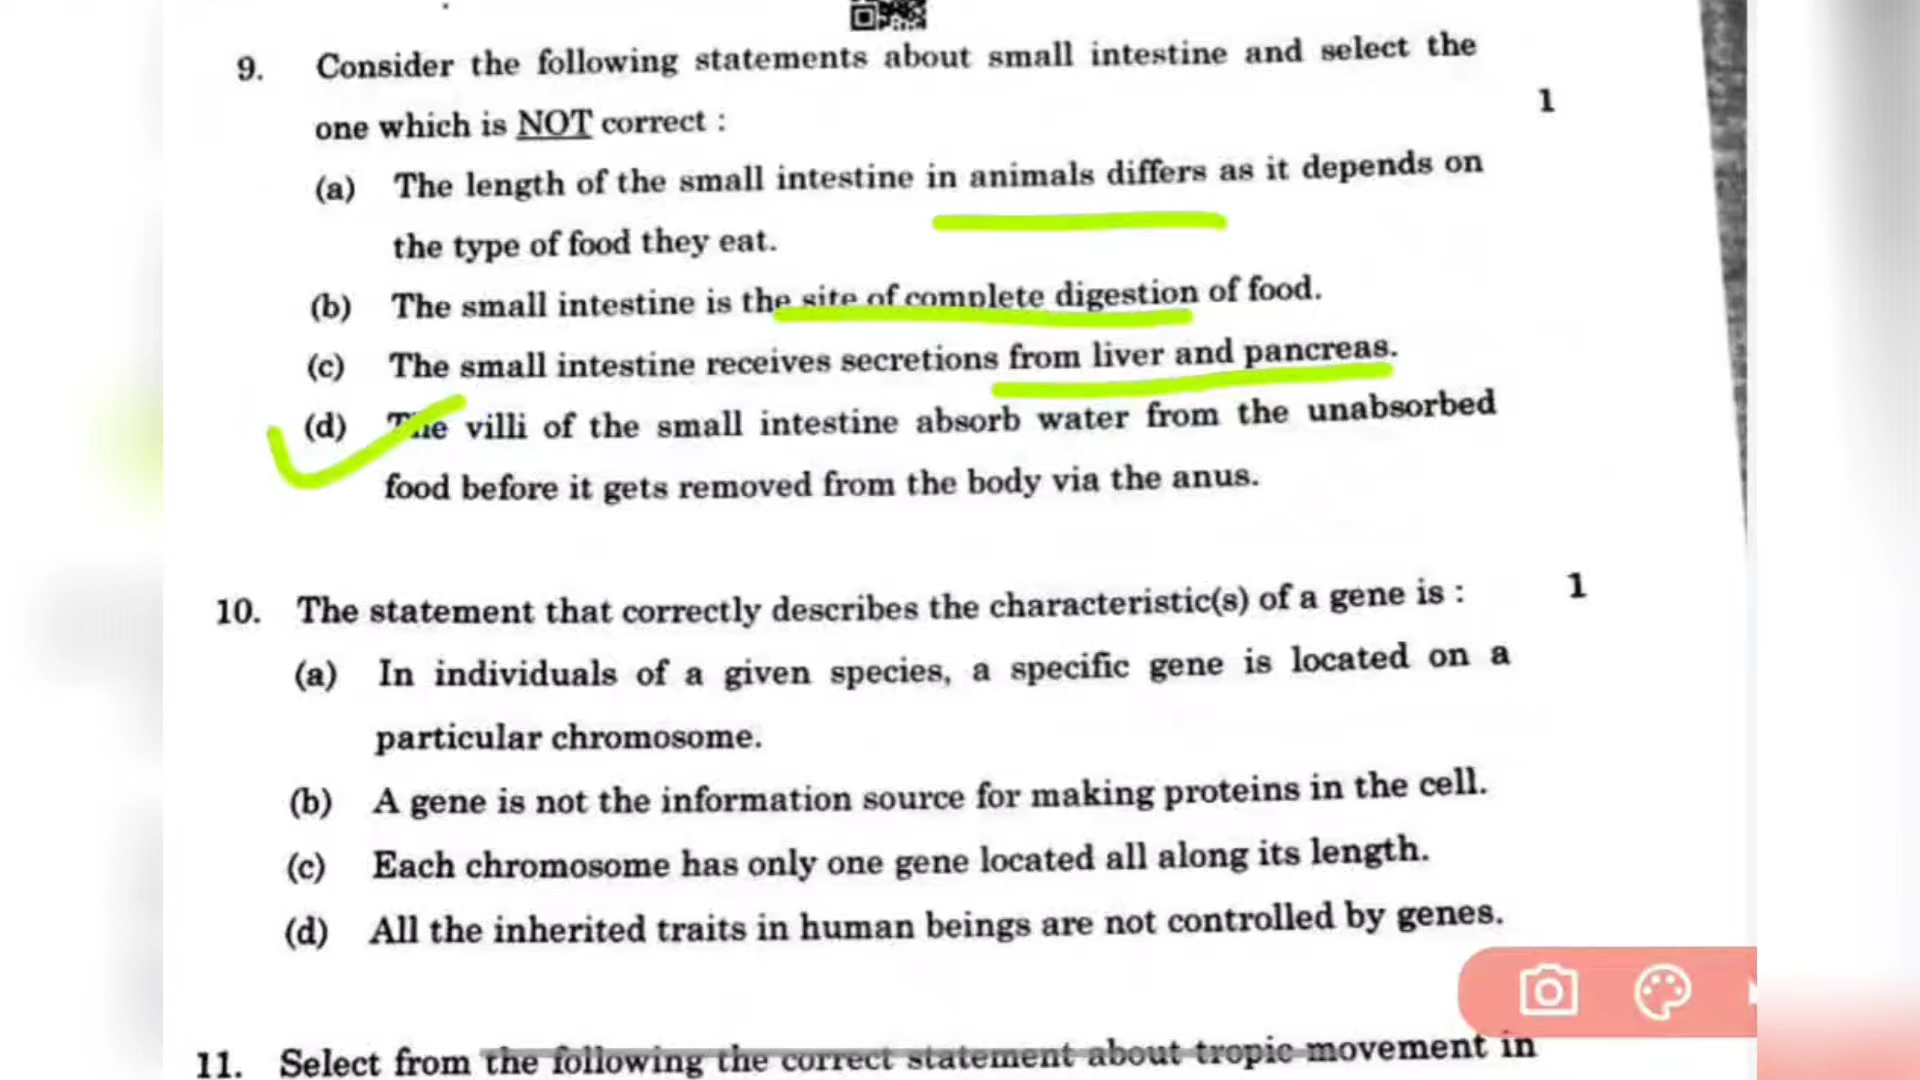 9. Consider the following statements about small intestine and select the
one which is NOT correct : 1
(a) The length of the small intestine in animals differs as it depends on
the type of food they eat.
(b) The small intestine is the site of complete digestion of food.
(c) The small intestine receives secretions from liver and pancreas.
(d) The villi of the small intestine absorb water from the unabsorbed
food before it gets removed from the body via the anus.
10. The statement that correctly describes the characteristic(s) of a gene is : 1
(a) In individuals of a given species, a specific gene is located on a
particular chromosome.
(b) A gene is not the information source for making proteins in the cell.
(c) Each chromosome has only one gene located all along its length.
(d) All the inherited traits in human beings are not controlled by genes.
11. Select from the following the correct statement about tropic movement in